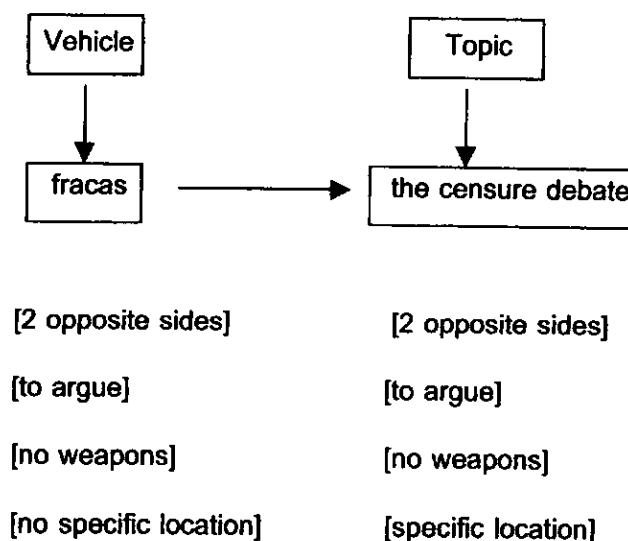 Vehicle Topic
fracas the censure debate
[2 opposite sides] [2 opposite sides]
[to argue] [to argue]
[no weapons] [no weapons]
[no specific location] [specific location]